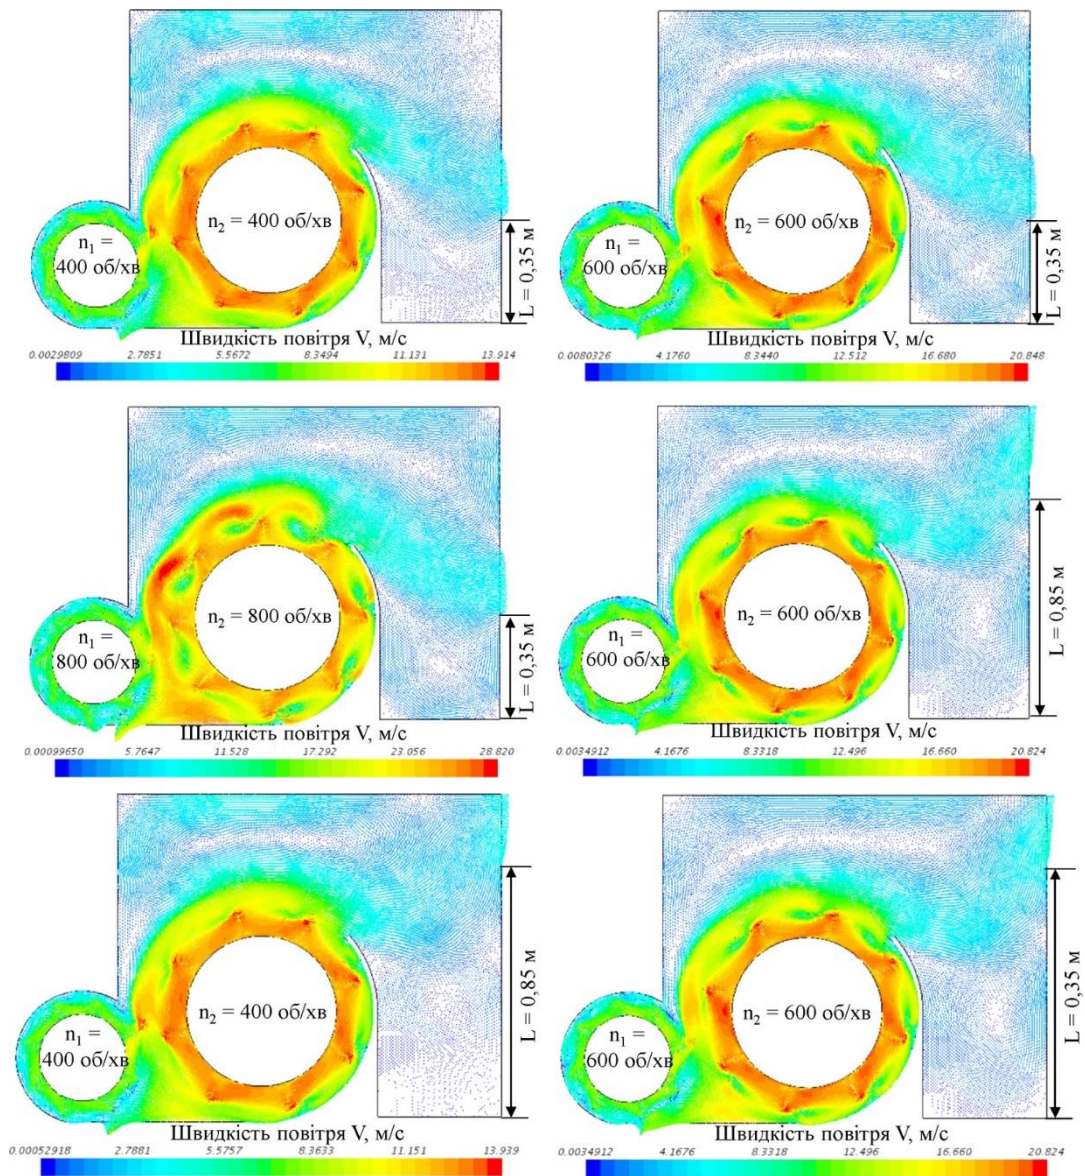 n₂ = 400 об/хв
n₁ =
400 об/хв
L = 0,35 м
Швидкість повітря V, м/с
0.0029809 2.7851 5.5672 8.3494 11.131 13.914
n₂ = 600 об/хв
n₁ =
600 об/хв
L = 0,35 м
Швидкість повітря V, м/с
0.0080326 4.1760 8.3440 12.512 16.680 20.848
n₂ = 800 об/хв
n₁ =
800 об/хв
L = 0,35 м
Швидкість повітря V, м/с
0.00099650 5.7647 11.528 17.292 23.056 28.820
n₂ = 600 об/хв
n₁ =
600 об/хв
L = 0,85 м
Швидкість повітря V, м/с
0.0034912 4.1676 8.3318 12.496 16.660 20.824
n₂ = 400 об/хв
n₁ =
400 об/хв
L = 0,85 м
Швидкість повітря V, м/с
0.00052918 2.7881 5.5757 8.3633 11.151 13.939
n₂ = 600 об/хв
n₁ =
600 об/хв
L = 0,35 м
Швидкість повітря V, м/с
0.0034912 4.1676 8.3318 12.496 16.660 20.824